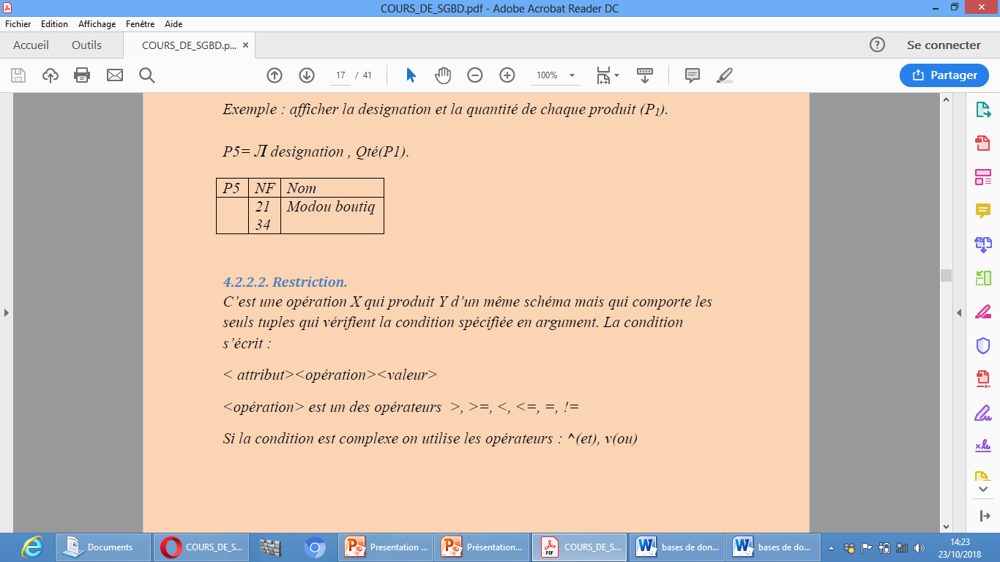 COURS_DE_SGBD.pdf - Adobe Acrobat Reader DC
Fichier Edition Affichage Fenêtre Aide
Accueil Outils COURS_DE_SGBD.p... × Se connecter
17 / 41 100% Partager
Exemple : afficher la designation et la quantité de chaque produit (P1).
P5= Л designation , Qté(P1).
P5 NF Nom
21 Modou boutiq
34
4.2.2.2. Restriction.
C’est une opération X qui produit Y d’un même schéma mais qui comporte les
seuls tuples qui vérifient la condition spécifiée en argument. La condition
s’écrit :
< attribut><opération><valeur>
<opération> est un des opérateurs >, >=, <, <=, =, !=
Si la condition est complexe on utilise les opérateurs : ^(et), v(ou)
Documents COURS_DE_S... Presentation ... Présentation... COURS_DE_S... bases de don... bases de do... 14:23
23/10/2018